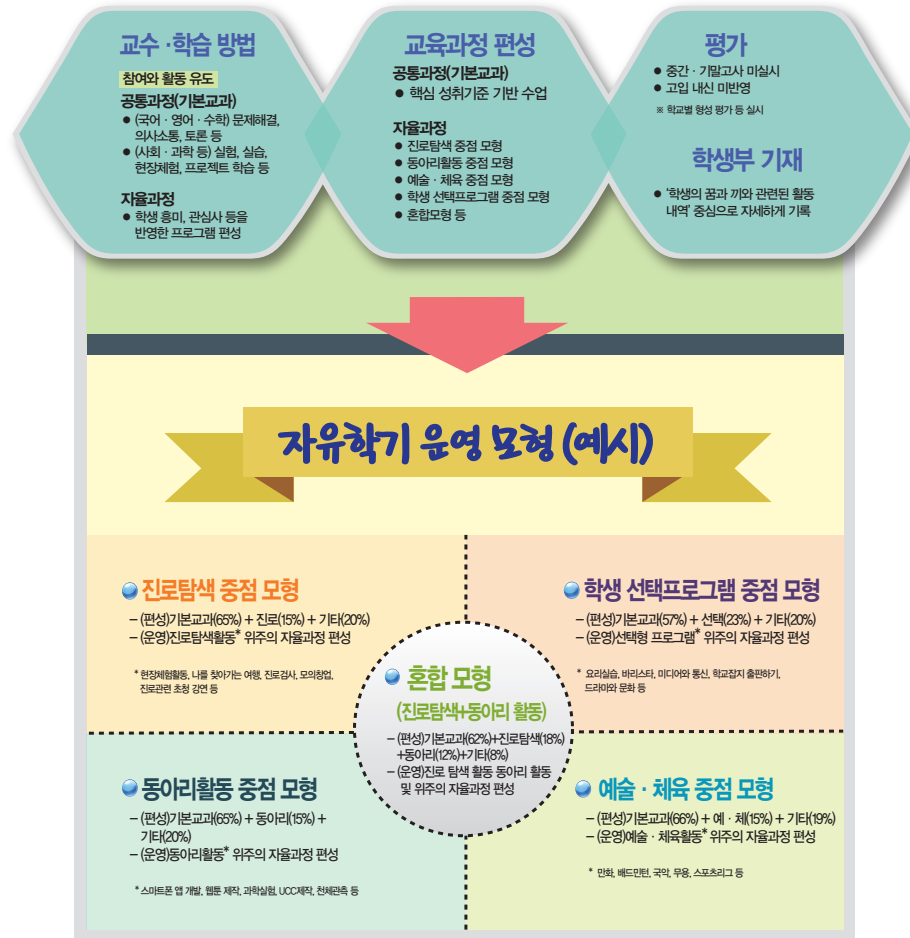 교수 · 학습 방법
참여와 활동 유도
공통과정(기본교과)
● (국어 · 영어 · 수학) 문제해결,
의사소통, 토론 등
● (사회 · 과학 등) 실험, 실습,
현장체험, 프로젝트 학습 등
자율과정
● 학생 흥미, 관심사 등을
반영한 프로그램 편성
교육과정 편성
공통과정(기본교과)
● 핵심 성취기준 기반 수업
자율과정
● 진로탐색 중점 모형
● 동아리활동 중점 모형
● 예술 · 체육 중점 모형
● 학생 선택프로그램 중점 모형
● 혼합모형 등
평가
● 중간 · 기말고사 미실시
● 고입 내신 미반영
※ 학교별 형성 평가 등 실시
학생부 기재
● '학생의 꿈과 끼와 관련된 활동
내역' 중심으로 자세하게 기록
자유학기 운영 모형 (예시)
진로탐색 중점 모형
– (편성)기본교과(65%) + 진로(15%) + 기타(20%)
– (운영)진로탐색활동* 위주의 자율과정 편성
* 현장체험활동, 나를 찾아가는 여행, 진로검사, 모의창업,
진로관련 초청 강연 등
학생 선택프로그램 중점 모형
– (편성)기본교과(57%) + 선택(23%) + 기타(20%)
– (운영)선택형 프로그램* 위주의 자율과정 편성
* 요리실습, 바리스타, 미디어와 통신, 학교잡지 출판하기,
드라마와 문화 등
혼합 모형
(진로탐색+동아리 활동)
– (편성)기본교과(62%)+진로탐색(18%)
+동아리(12%)+기타(8%)
– (운영)진로 탐색 활동 동아리 활동
및 위주의 자율과정 편성
동아리활동 중점 모형
– (편성)기본교과(65%) + 동아리(15%) +
기타(20%)
– (운영)동아리활동* 위주의 자율과정 편성
* 스마트폰 앱 개발, 웹툰 제작, 과학실험, UCC제작, 천체관측 등
예술 · 체육 중점 모형
– (편성)기본교과(66%) + 예 · 체(15%) + 기타(19%)
– (운영)예술 · 체육활동* 위주의 자율과정 편성
* 만화, 배드민턴, 국악, 무용, 스포츠리그 등